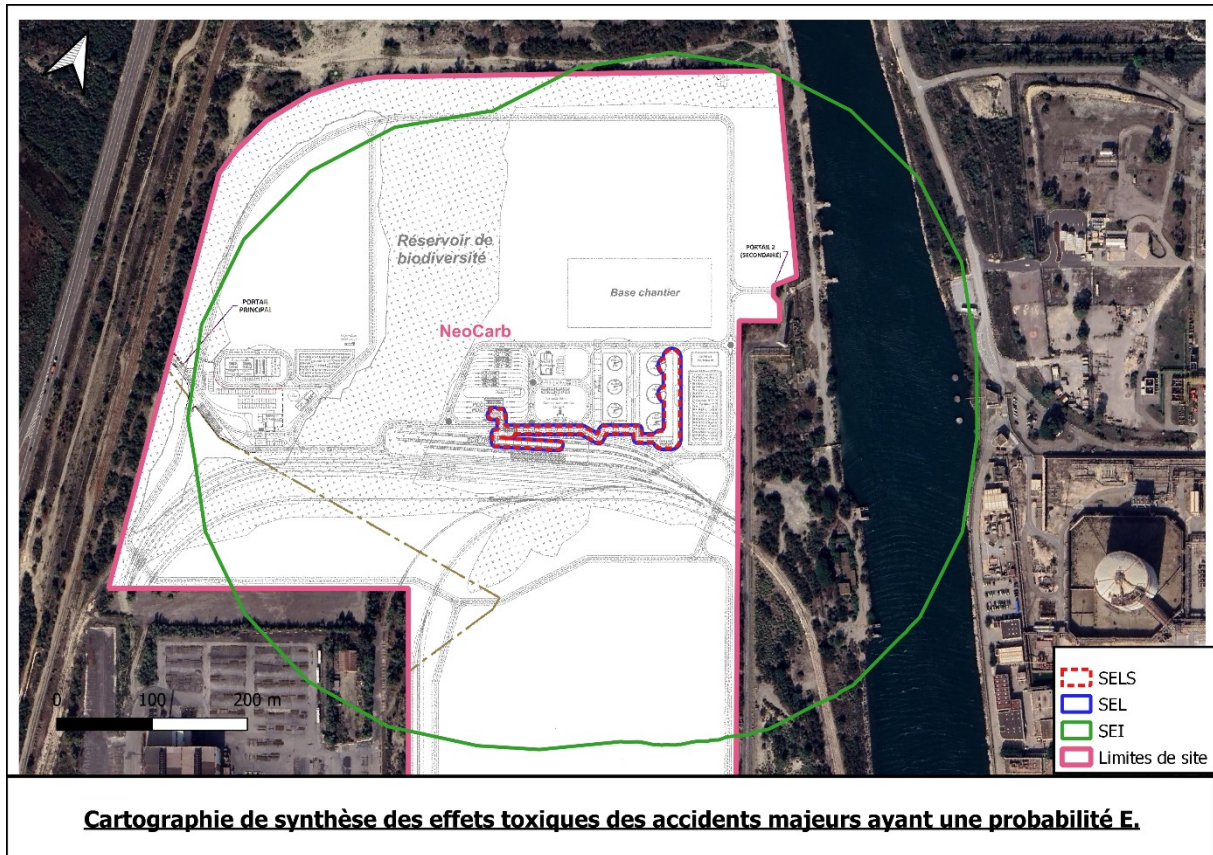 Réservoir de
biodiversité
PORTAIL 2
(SECONDAIRE)
PORTAIL
PRINCIPAL
Base chantier
NeoCarb
0 100 200 m
SELS
SEL
SEI
Limites de site
Cartographie de synthèse des effets toxiques des accidents majeurs ayant une probabilité E.